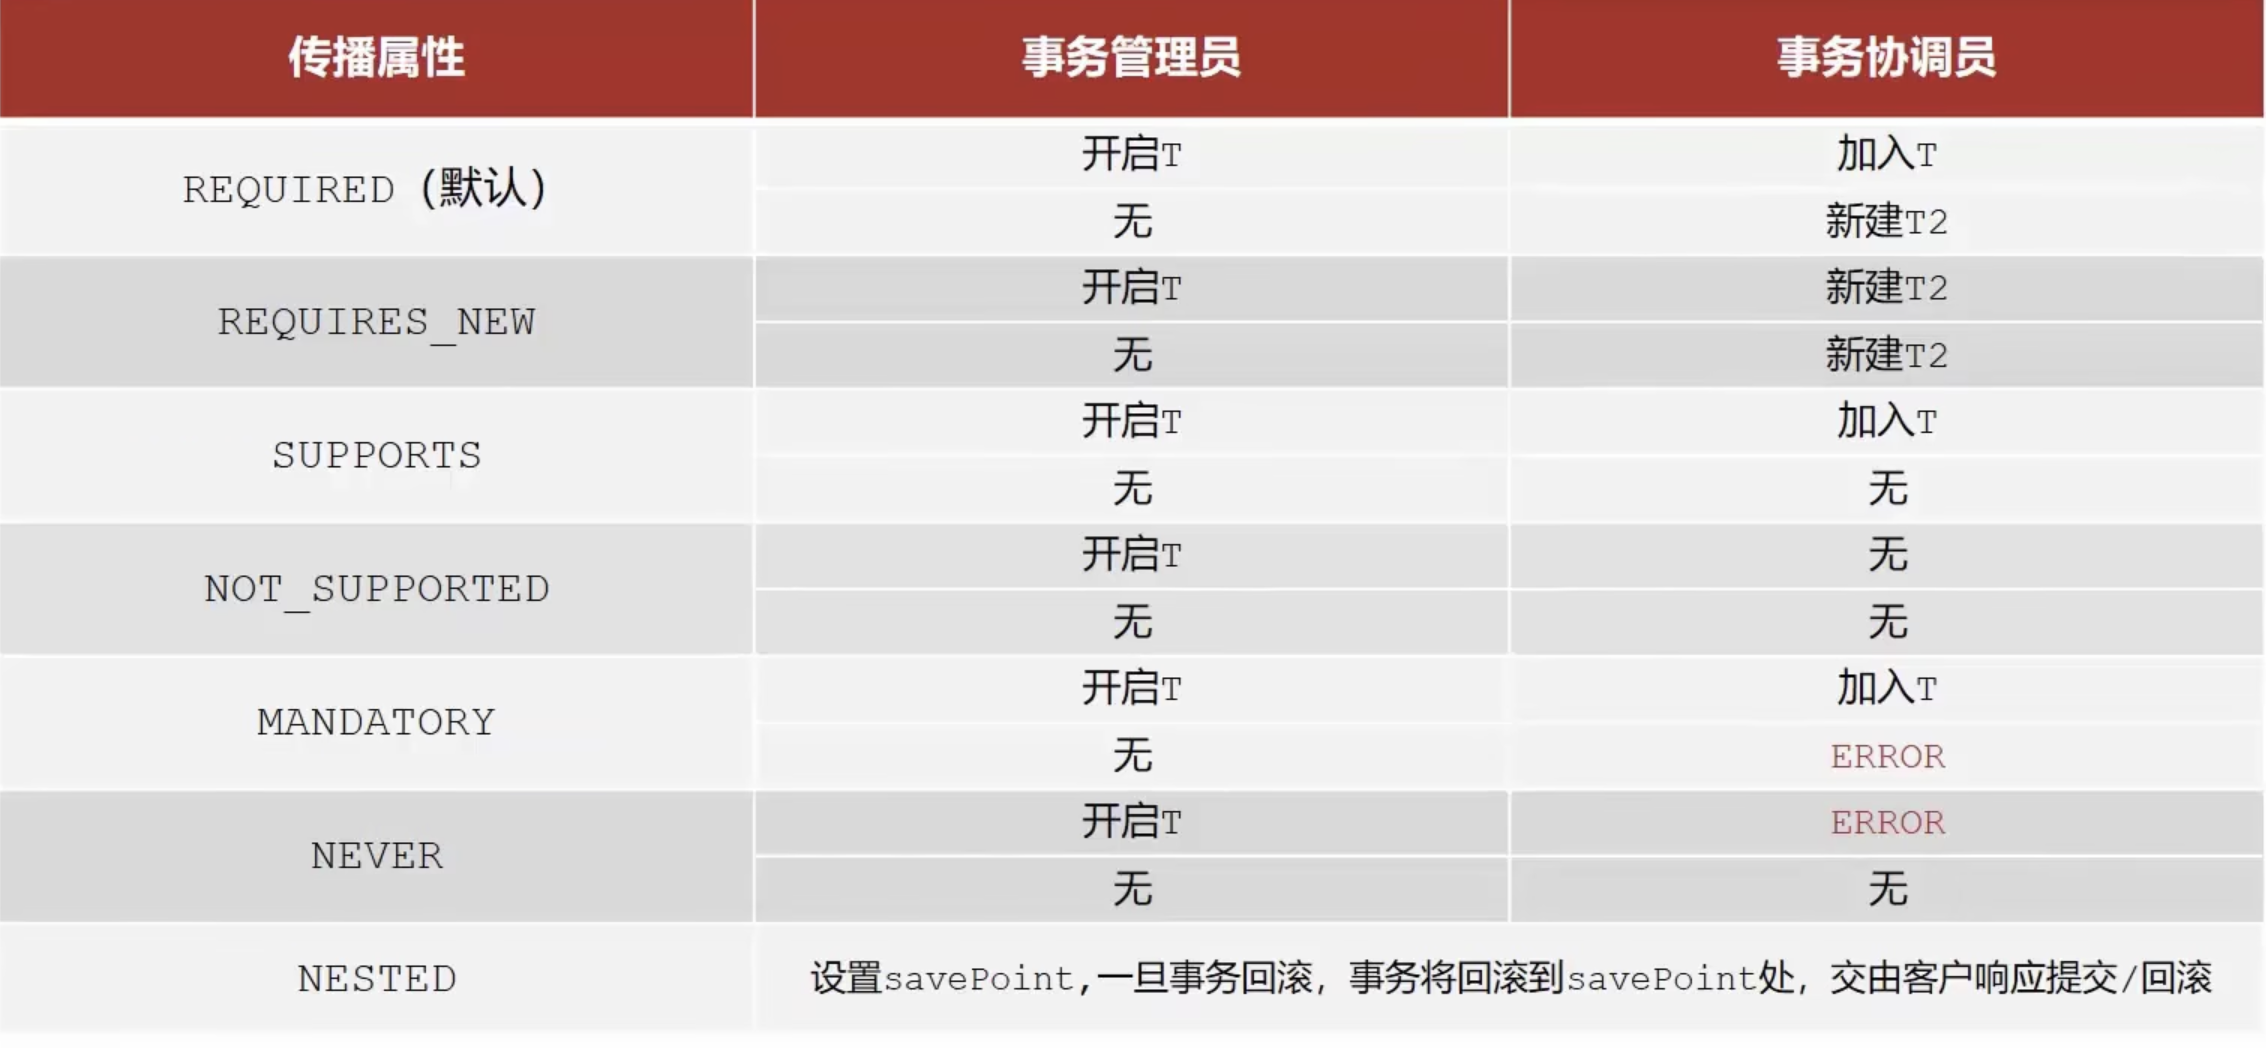 传播属性 事务管理员 事务协调员
REQUIRED（默认） 开启T 加入T
无 新建T2
REQUIRES_NEW 开启T 新建T2
无 新建T2
SUPPORTS 开启T 加入T
无 无
NOT_SUPPORTED 开启T 无
无 无
MANDATORY 开启T 加入T
无 ERROR
NEVER 开启T ERROR
无 无
NESTED 设置savePoint,一旦事务回滚，事务将回滚到savePoint处，交由客户响应提交/回滚